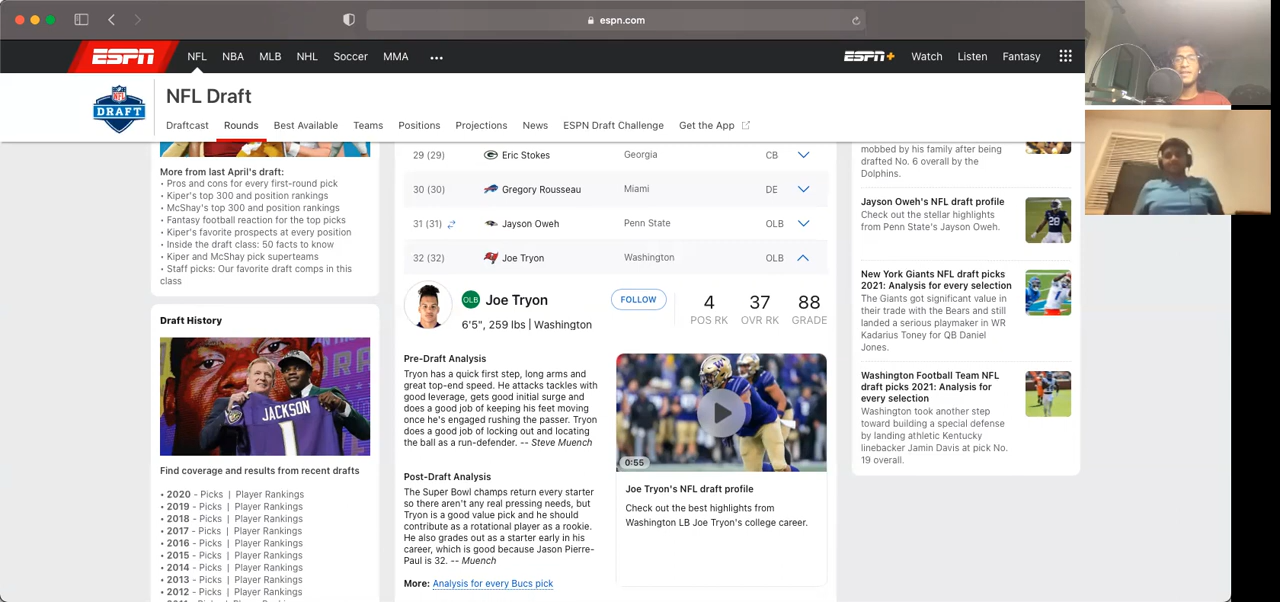 espn.com
ESPN NFL NBA MLB NHL Soccer MMA ... ESPN+ Watch Listen Fantasy
NFL DRAFT
NFL Draft
Draftcast Rounds Best Available Teams Positions Projections News ESPN Draft Challenge Get the App
More from last April's draft:
• Pros and cons for every first-round pick
• Kiper's top 300 and position rankings
• McShay's top 300 and position rankings
• Fantasy football reaction for the top picks
• Kiper's favorite prospects at every position
• Inside the draft class: 50 facts to know
• Kiper and McShay pick superteams
• Staff picks: Our favorite draft comps in this
class
Draft History
JACKSON
1
Find coverage and results from recent drafts
• 2020 - Picks | Player Rankings
• 2019 - Picks | Player Rankings
• 2018 - Picks | Player Rankings
• 2017 - Picks | Player Rankings
• 2016 - Picks | Player Rankings
• 2015 - Picks | Player Rankings
• 2014 - Picks | Player Rankings
• 2013 - Picks | Player Rankings
• 2012 - Picks | Player Rankings
29 (29) Eric Stokes Georgia CB
30 (30) Gregory Rousseau Miami DE
31 (31) Jayson Oweh Penn State OLB
32 (32) Joe Tryon Washington OLB
OLB Joe Tryon
6'5", 259 lbs | Washington
FOLLOW
4 37 88
POS RK OVR RK GRADE
Pre-Draft Analysis
Tryon has a quick first step, long arms and
great top-end speed. He attacks tackles with
good leverage, gets good initial surge and
does a good job of keeping his feet moving
once he's engaged rushing the passer. Tryon
does a good job of locking out and locating
the ball as a run-defender. -- Steve Muench
Post-Draft Analysis
The Super Bowl champs return every starter
so there aren't any real pressing needs, but
Tryon is a good value pick and he should
contribute as a rotational player as a rookie.
He also grades out as a starter early in his
career, which is good because Jason Pierre-
Paul is 32. -- Muench
More: Analysis for every Bucs pick
0:55
Joe Tryon's NFL draft profile
Check out the best highlights from
Washington LB Joe Tryon's college career.
mobbed by his family after being
drafted No. 6 overall by the
Dolphins.
Jayson Oweh's NFL draft profile
Check out the stellar highlights
from Penn State's Jayson Oweh.
28
New York Giants NFL draft picks
2021: Analysis for every selection
The Giants got significant value in
their trade with the Bears and still
landed a serious playmaker in WR
Kadarius Toney for QB Daniel
Jones.
Washington Football Team NFL
draft picks 2021: Analysis for
every selection
Washington took another step
toward building a special defense
by landing athletic Kentucky
linebacker Jamin Davis at pick No.
19 overall.